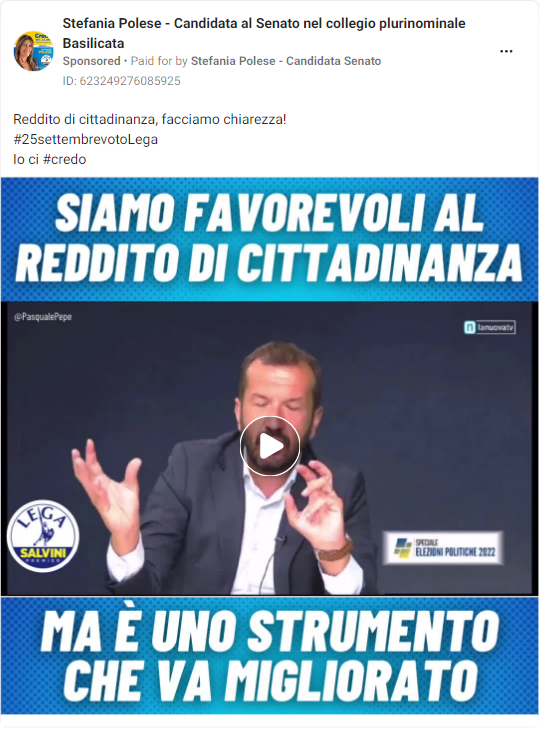 Stefania Polese - Candidata al Senato nel collegio plurinominale
Basilicata
Sponsored • Paid for by Stefania Polese - Candidata Senato
ID: 623249276085925
Reddito di cittadinanza, facciamo chiarezza!
#25settembrevotoLega
Io ci #credo
SIAMO FAVOREVOLI AL
REDDITO DI CITTADINANZA
@PasqualePepe
n lanuovatv
LEGA
SALVINI
PREMIER
SPECIALE
ELEZIONI POLITICHE 2022
MA È UNO STRUMENTO
CHE VA MIGLIORATO